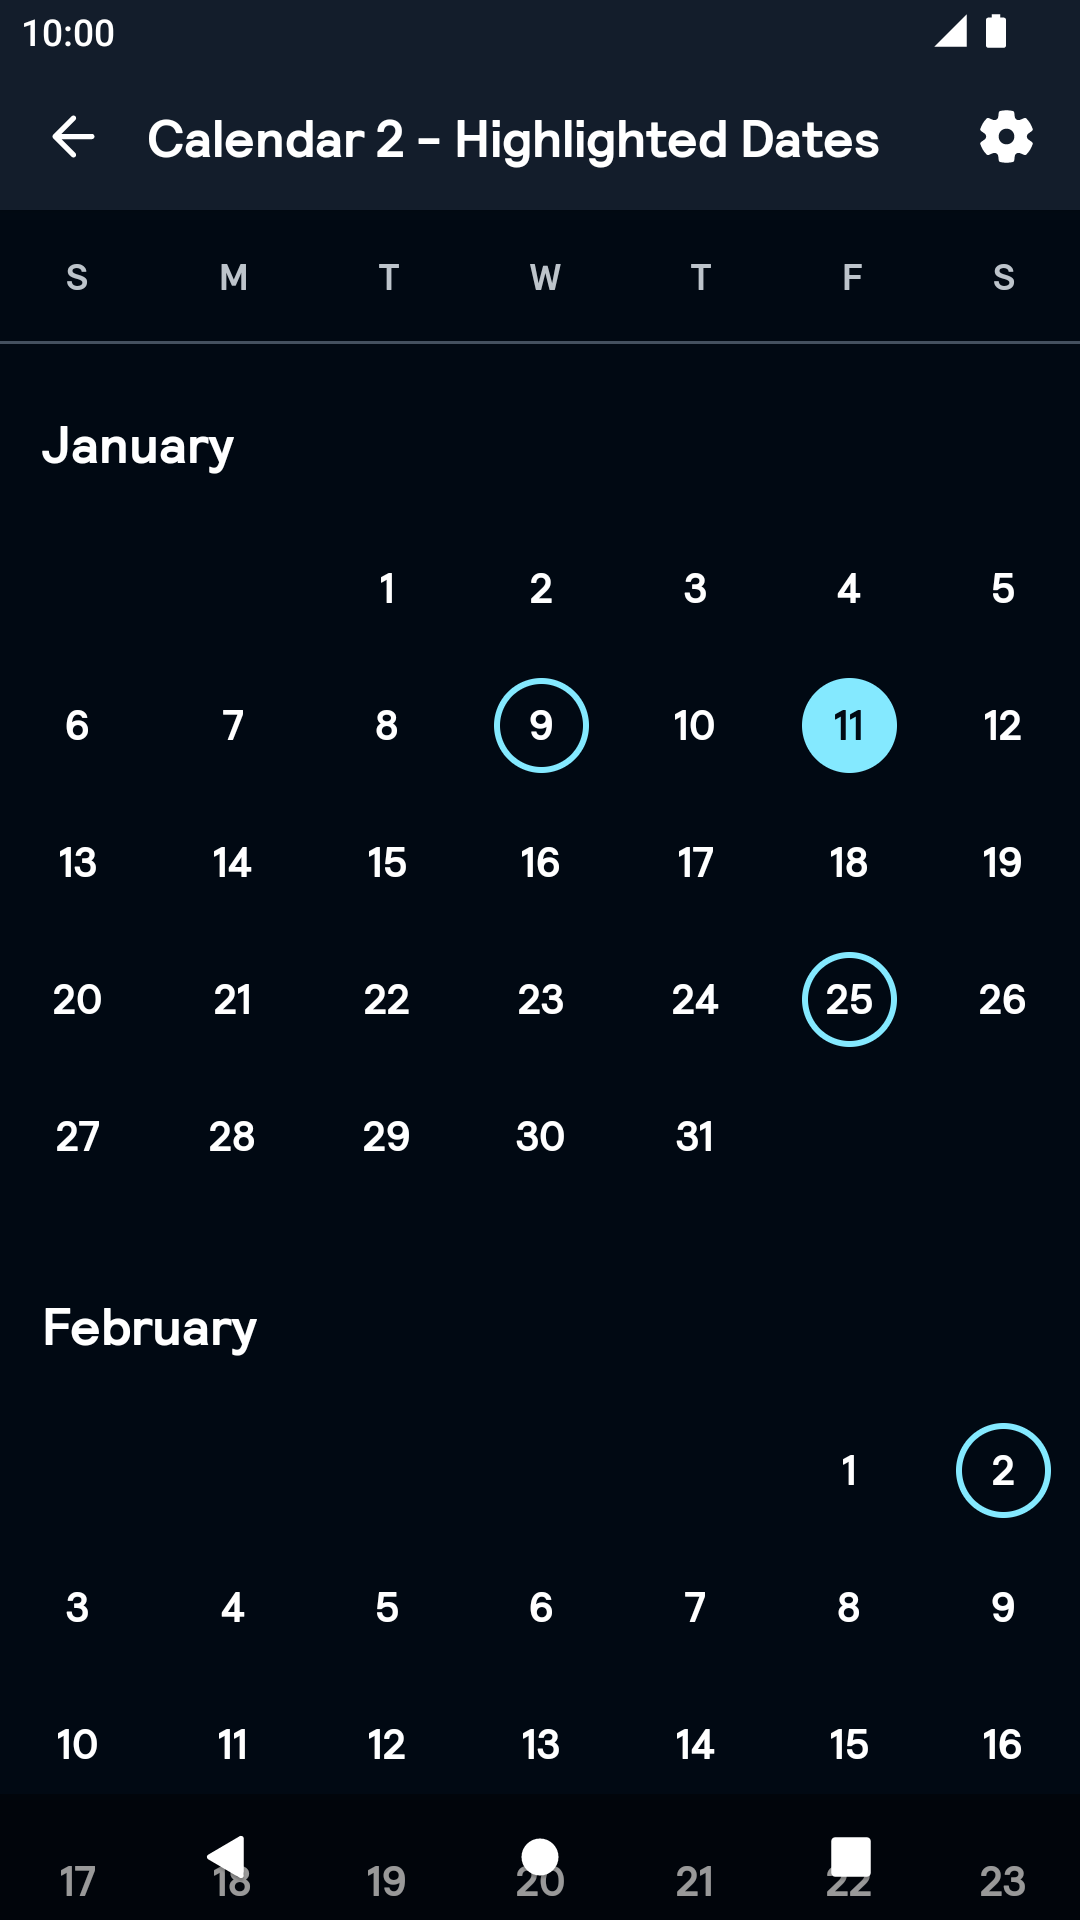 10:00
Calendar 2 – Highlighted Dates
S M T W T F S
January
1 2 3 4 5
6 7 8 9 10 11 12
13 14 15 16 17 18 19
20 21 22 23 24 25 26
27 28 29 30 31
February
1 2
3 4 5 6 7 8 9
10 11 12 13 14 15 16
17 18 19 20 21 22 23